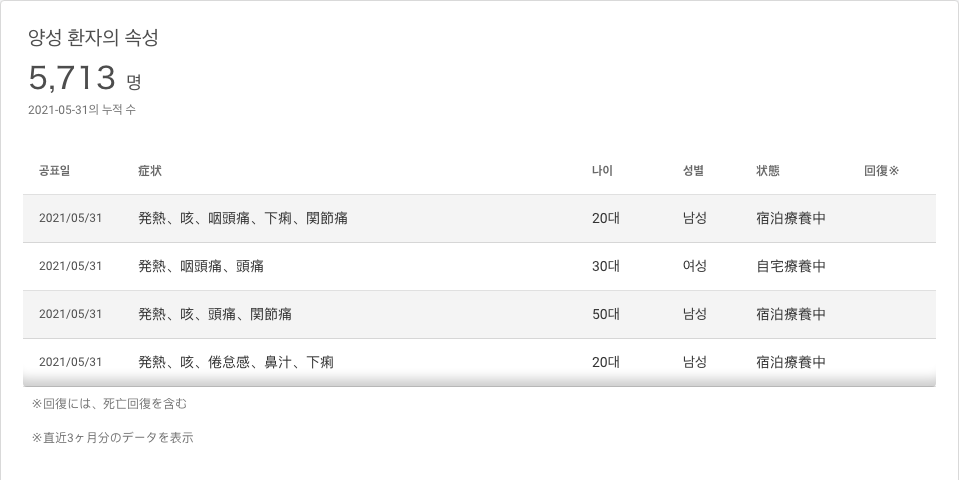 양성 환자의 속성
5,713 명
2021-05-31의 누적 수
공표일 症状 나이 성별 状態 回復※
2021/05/31 発熱、咳、咽頭痛、下痢、関節痛 20대 남성 宿泊療養中
2021/05/31 発熱、咽頭痛、頭痛 30대 여성 自宅療養中
2021/05/31 発熱、咳、頭痛、関節痛 50대 남성 宿泊療養中
2021/05/31 発熱、咳、倦怠感、鼻汁、下痢 20대 남성 宿泊療養中
※回復には、死亡回復を含む
※直近3ヶ月分のデータを表示